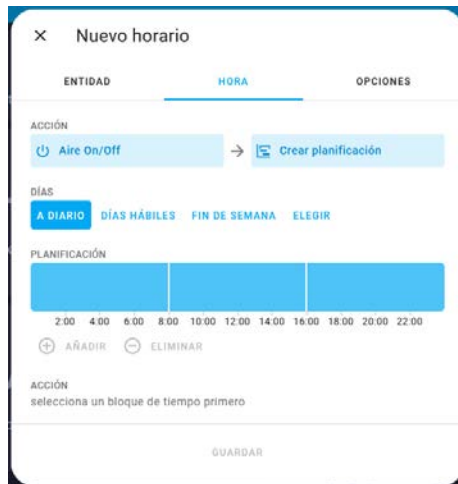 Nuevo horario
ENTIDAD HORA OPCIONES
ACCIÓN
Aire On/Off Crear planificación
DÍAS
A DIARIO DÍAS HÁBILES FIN DE SEMANA ELEGIR
PLANIFICACIÓN
2:00 4:00 6:00 8:00 10:00 12:00 14:00 16:00 18:00 20:00 22:00
AÑADIR ELIMINAR
ACCIÓN
selecciona un bloque de tiempo primero
GUARDAR